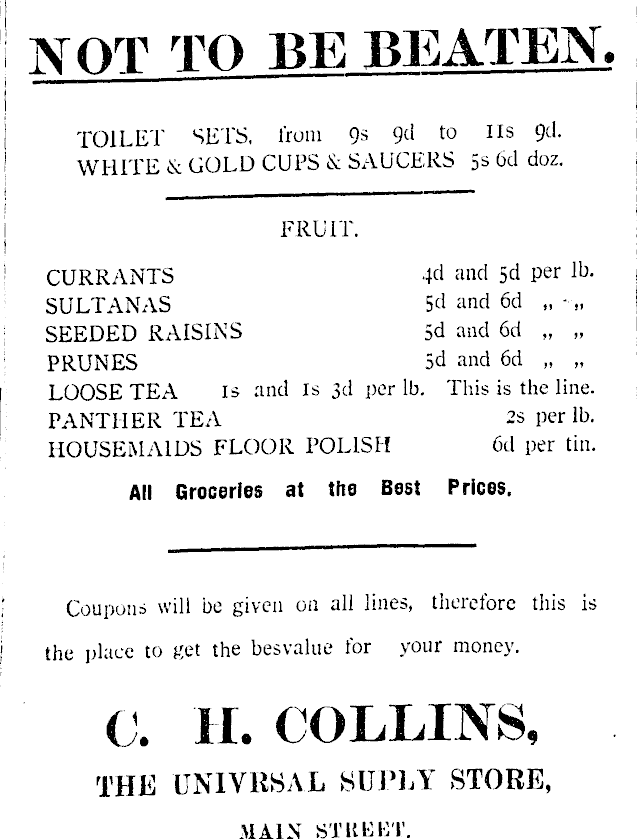 NOT TO BE BEATEN.
TOILET SETS, from 9s 9d to 11s 9d.
WHITE & GOLD CUPS & SAUCERS 5s 6d doz.
FRUIT.
CURRANTS 4d and 5d per lb.
SULTANAS 5d and 6d „ „
SEEDED RAISINS 5d and 6d „ „
PRUNES 5d and 6d „ „
LOOSE TEA 1s and 1s 3d per lb. This is the line.
PANTHER TEA 2s per lb.
HOUSEMAIDS FLOOR POLISH 6d per tin.
All Groceries at the Best Prices.
Coupons will be given on all lines, therefore this is
the place to get the besvalue for your money.
C. H. COLLINS,
THE UNIVRSAL SUPLY STORE,
MAIN STREET.